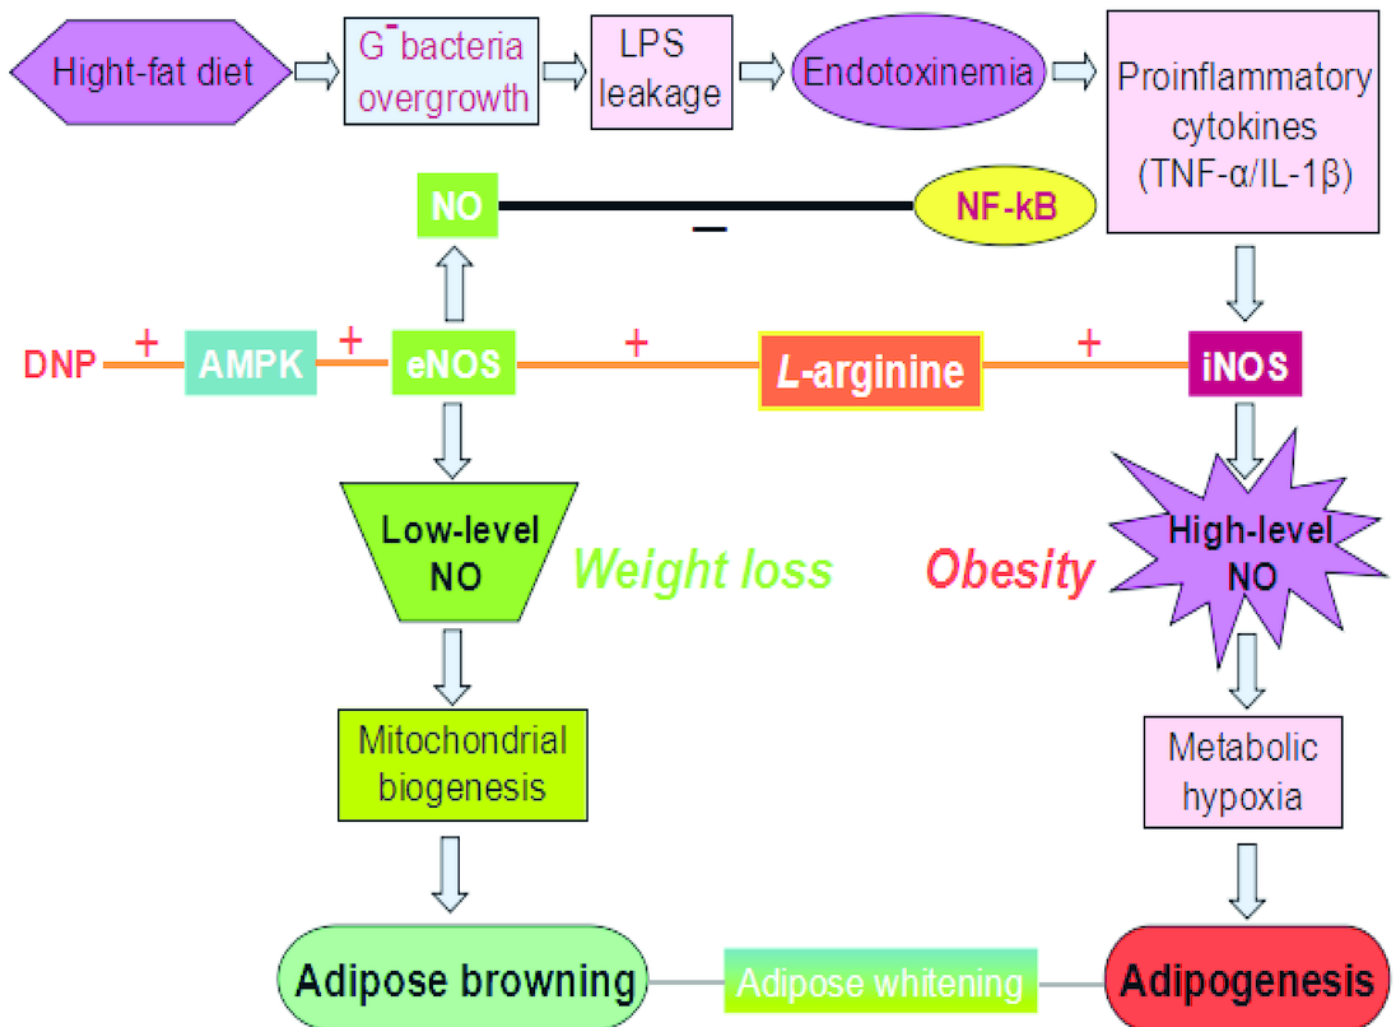 Hight-fat diet
G⁻bacteria
overgrowth
LPS
leakage
Endotoxinemia
Proinflammatory
cytokines
(TNF-α/IL-1β)
NO
–
NF-kB
DNP
+
AMPK
+
eNOS
+
L-arginine
+
iNOS
Low-level
NO
Weight loss
Obesity
High-level
NO
Mitochondrial
biogenesis
Metabolic
hypoxia
Adipose browning
Adipose whitening
Adipogenesis